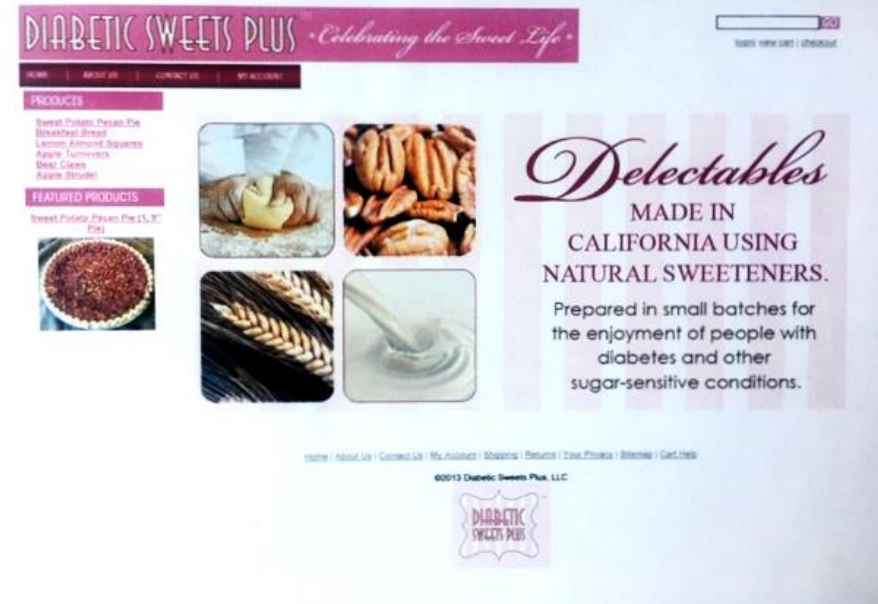 DIABETIC SWEETS PLUS™ • Celebrating the Sweet Life •
GO
login| view cart | checkout
HOME | ABOUT US | CONTACT US | MY ACCOUNT
PRODUCTS
Sweet Potato Pecan Pie
Breakfast Bread
Lemon Almond Squares
Apple Turnovers
Bear Claws
Apple Strudel
FEATURED PRODUCTS
Sweet Potato Pecan Pie (1, 9"
Pie)
Delectables
MADE IN
CALIFORNIA USING
NATURAL SWEETENERS.
Prepared in small batches for
the enjoyment of people with
diabetes and other
sugar-sensitive conditions.
Home | About Us | Contact Us | My Account | Shipping | Returns | Your Privacy | Sitemap | Cart Help
©2013 Diabetic Sweets Plus, LLC
DIABETIC
SWEETS PLUS